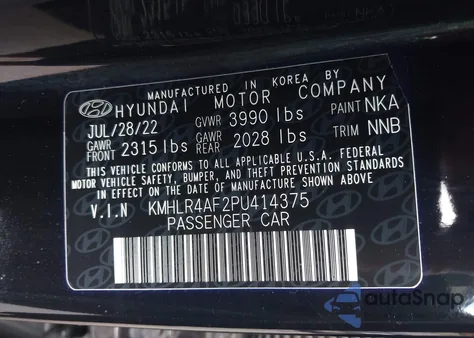 MANUFACTURED IN KOREA BY
HYUNDAI MOTOR COMPANY
JUL/28/22 GVWR 3990 lbs PAINT NKA
GAWR FRONT 2315 lbs GAWR REAR 2028 lbs TRIM NNB
THIS VEHICLE CONFORMS TO ALL APPLICABLE U.S.A. FEDERAL
MOTOR VEHICLE SAFETY, BUMPER, AND THEFT PREVENTION STANDARDS
IN EFFECT ON THE DATE OF MANUFACTURE SHOWN ABOVE.
V.I.N KMHLR4AF2PU414375
PASSENGER CAR
autoSnap